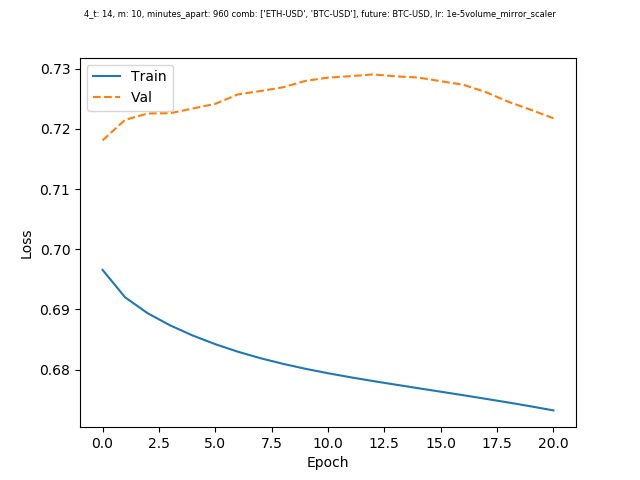 4_t: 14, m: 10, minutes_apart: 960 comb: ['ETH-USD', 'BTC-USD'], future: BTC-USD, lr: 1e-5volume_mirror_scaler
Train
Val
0.73
0.72
0.71
0.70
0.69
0.68
Loss
0.0 2.5 5.0 7.5 10.0 12.5 15.0 17.5 20.0
Epoch